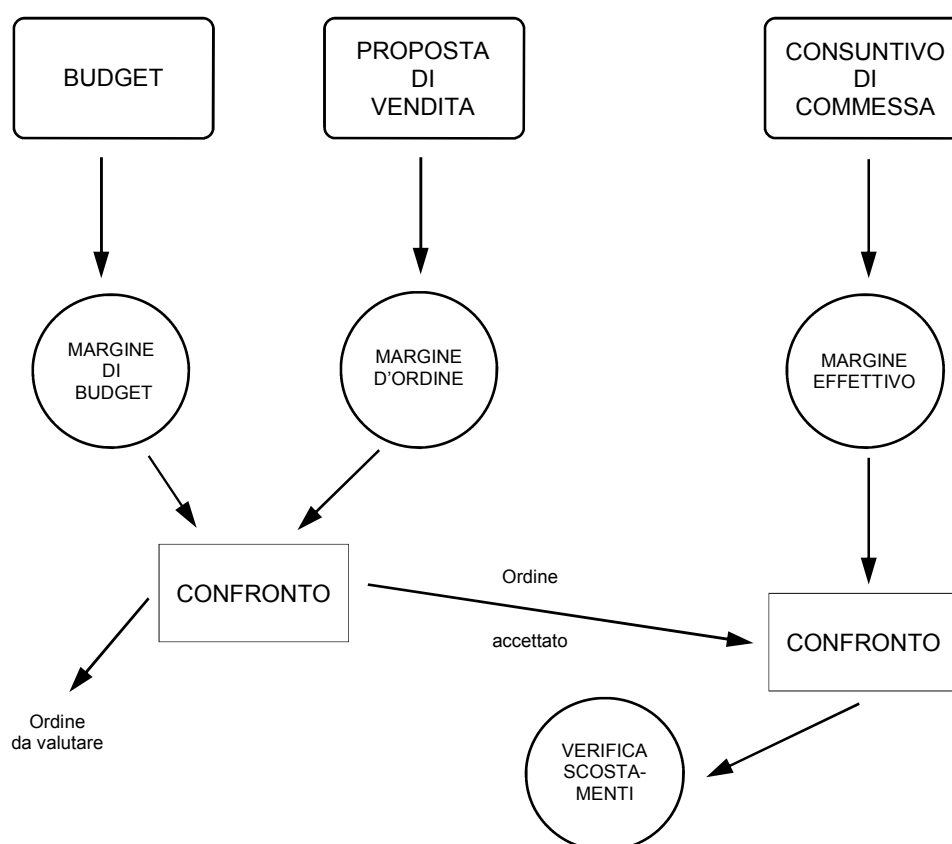 BUDGET
PROPOSTA
DI
VENDITA
CONSUNTIVO
DI
COMMESSA
MARGINE
DI
BUDGET
MARGINE
D'ORDINE
MARGINE
EFFETTIVO
CONFRONTO
Ordine
accettato
CONFRONTO
Ordine
da valutare
VERIFICA
SCOSTA-
MENTI